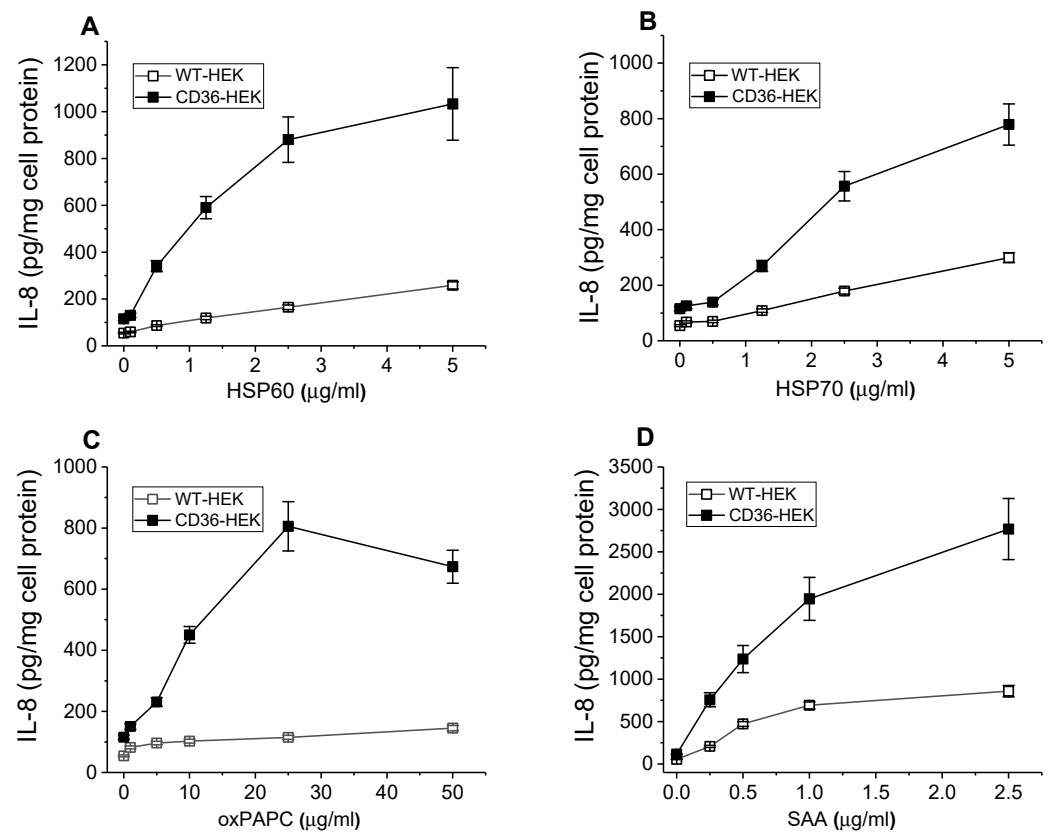 A
IL-8 (pg/mg cell protein)
1200
1000
800
600
400
200
0
WT-HEK
CD36-HEK
0 1 2 3 4 5
HSP60 (μg/ml)
B
IL-8 (pg/mg cell protein)
1000
800
600
400
200
0
WT-HEK
CD36-HEK
0 1 2 3 4 5
HSP70 (μg/ml)
C
IL-8 (pg/mg cell protein)
1000
800
600
400
200
0
WT-HEK
CD36-HEK
0 10 20 30 40 50
oxPAPC (μg/ml)
D
IL-8 (pg/mg cell protein)
3500
3000
2500
2000
1500
1000
500
0
WT-HEK
CD36-HEK
0.0 0.5 1.0 1.5 2.0 2.5
SAA (μg/ml)